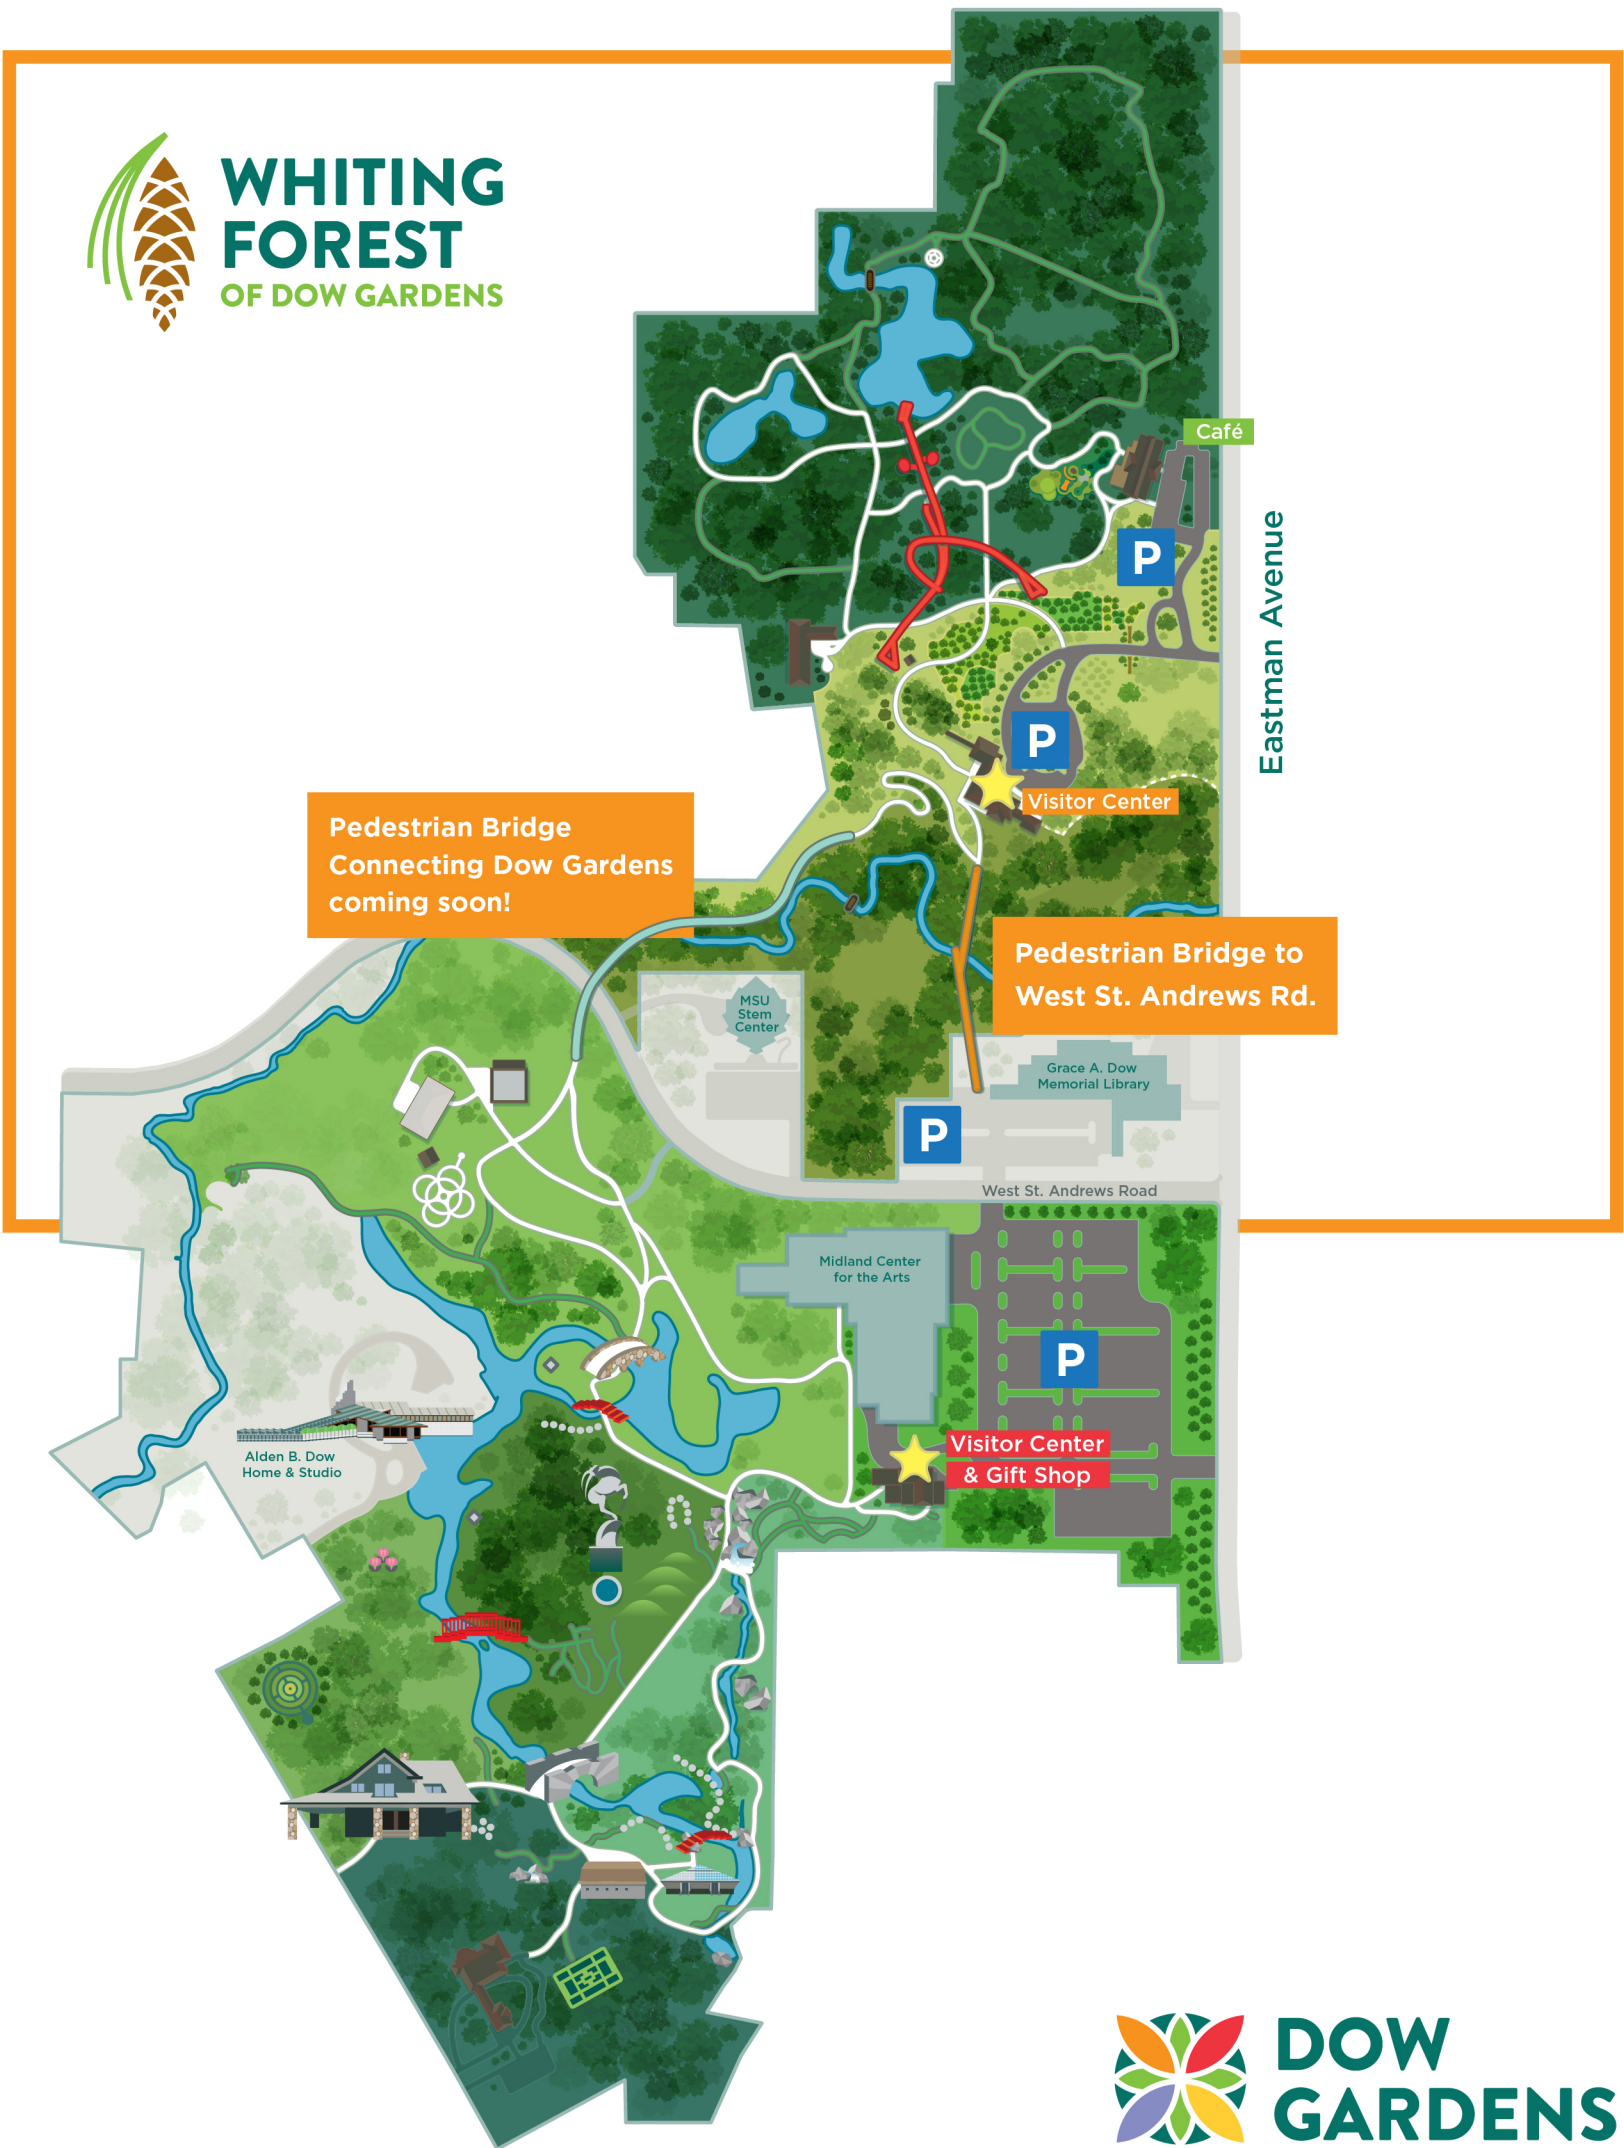 WHITING
FOREST
OF DOW GARDENS
Café
P
Eastman Avenue
P
Visitor Center
Pedestrian Bridge
Connecting Dow Gardens
coming soon!
Pedestrian Bridge to
West St. Andrews Rd.
MSU
Stem
Center
Grace A. Dow
Memorial Library
P
West St. Andrews Road
Midland Center
for the Arts
P
Alden B. Dow
Home & Studio
Visitor Center
& Gift Shop
DOW
GARDENS